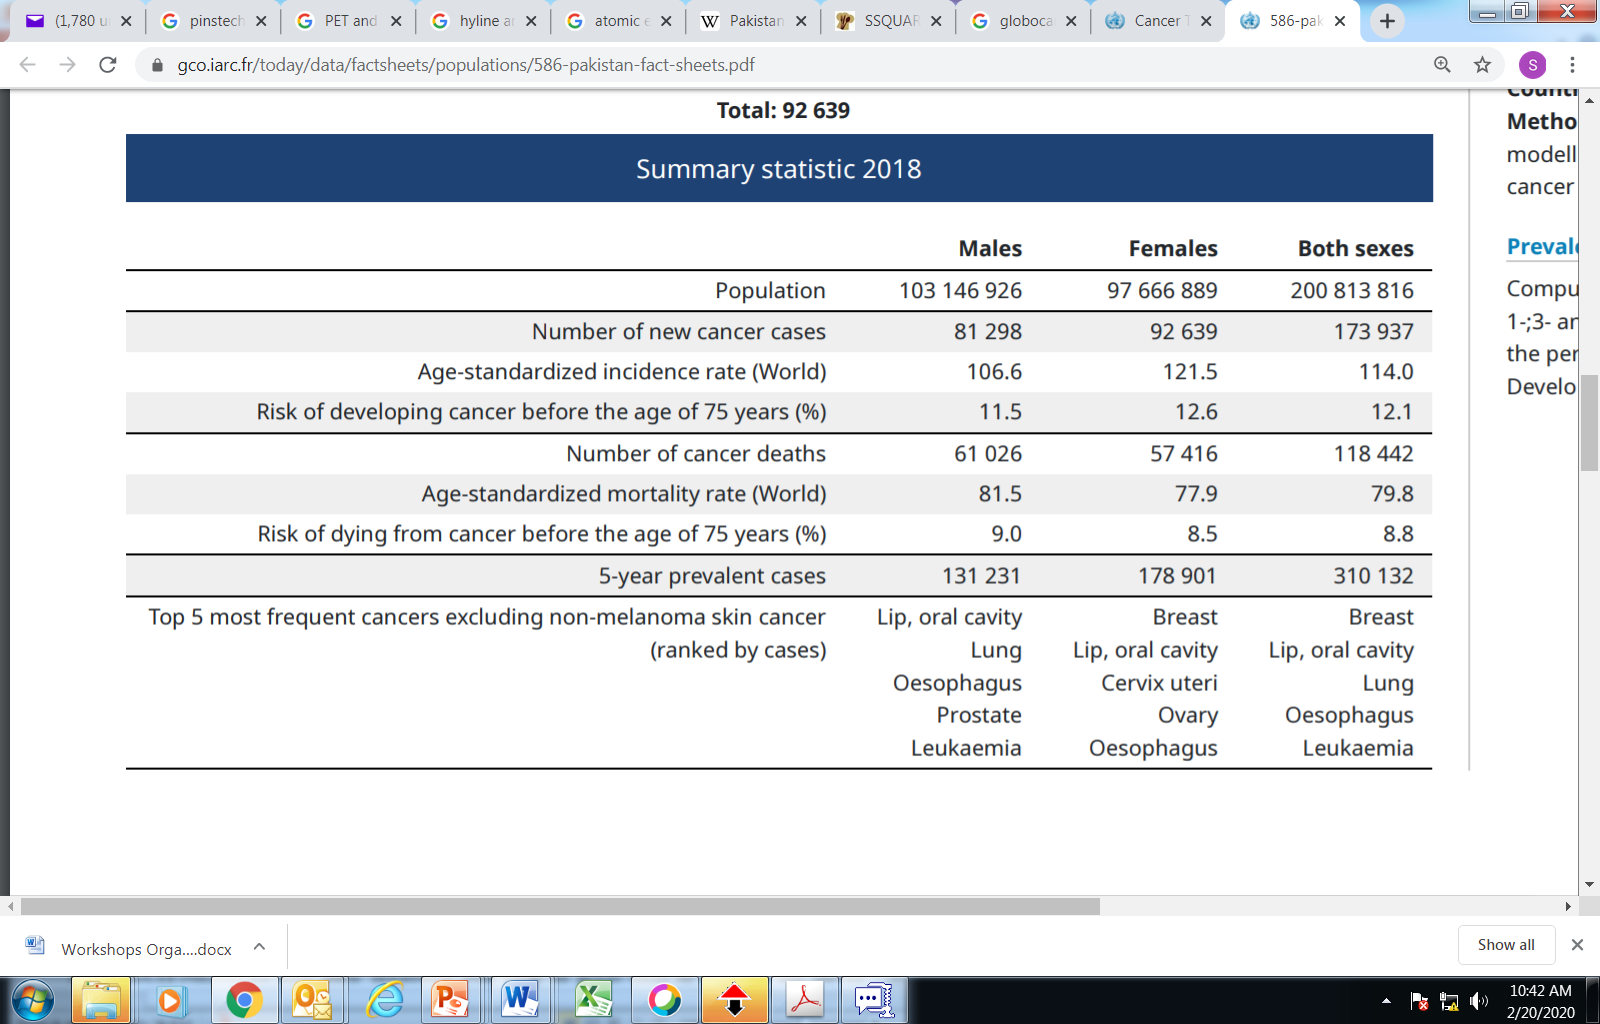 (1,780 u
pinstech
PET and
hyline a
atomic e
Pakistan
SSQUAR
globoca
Cancer T
586-pak
gco.iarc.fr/today/data/factsheets/populations/586-pakistan-fact-sheets.pdf
S
Total: 92 639
Summary statistic 2018
Males Females Both sexes
Population 103 146 926 97 666 889 200 813 816
Number of new cancer cases 81 298 92 639 173 937
Age-standardized incidence rate (World) 106.6 121.5 114.0
Risk of developing cancer before the age of 75 years (%) 11.5 12.6 12.1
Number of cancer deaths 61 026 57 416 118 442
Age-standardized mortality rate (World) 81.5 77.9 79.8
Risk of dying from cancer before the age of 75 years (%) 9.0 8.5 8.8
5-year prevalent cases 131 231 178 901 310 132
Top 5 most frequent cancers excluding non-melanoma skin cancer Lip, oral cavity Breast Breast
(ranked by cases) Lung Lip, oral cavity Lip, oral cavity
Oesophagus Cervix uteri Lung
Prostate Ovary Oesophagus
Leukaemia Oesophagus Leukaemia
Metho
modell
cancer
Prevale
Compu
1-;3- an
the per
Develo
Workshops Orga....docx
Show all
10:42 AM
2/20/2020